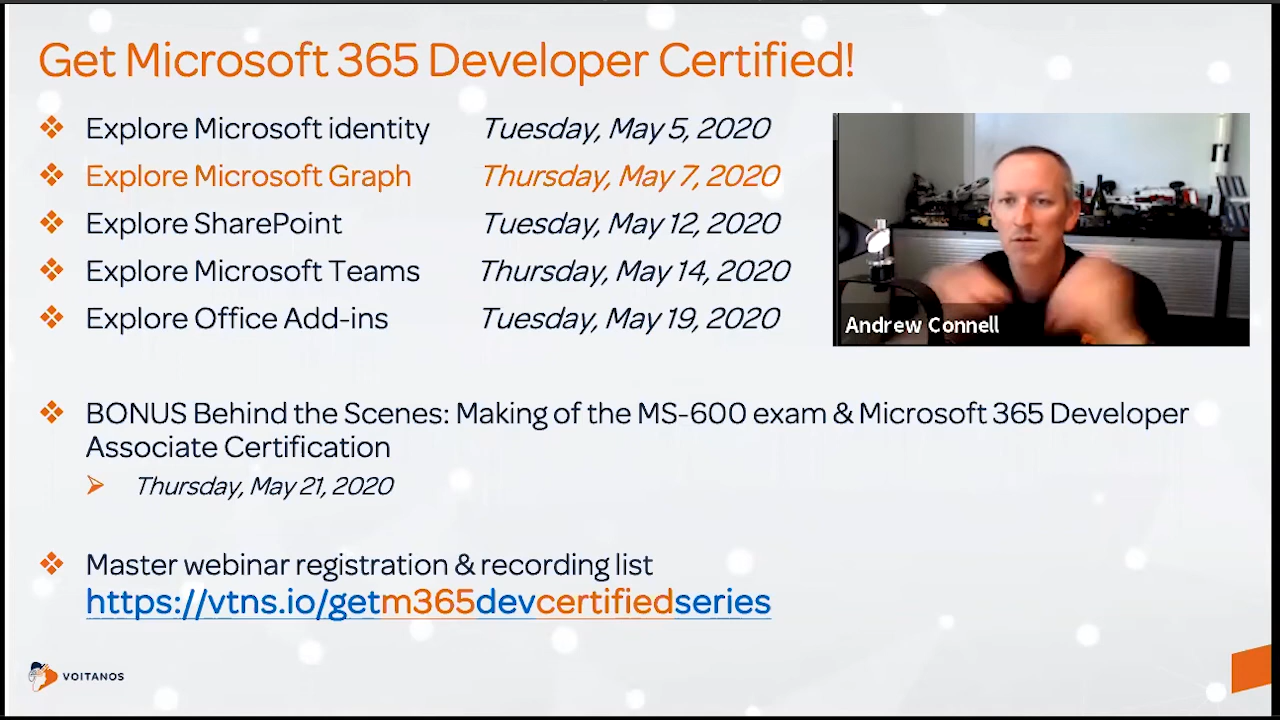 Get Microsoft 365 Developer Certified!
Explore Microsoft identity Tuesday, May 5, 2020
Explore Microsoft Graph Thursday, May 7, 2020
Explore SharePoint Tuesday, May 12, 2020
Explore Microsoft Teams Thursday, May 14, 2020
Explore Office Add-ins Tuesday, May 19, 2020
Andrew Connell
BONUS Behind the Scenes: Making of the MS-600 exam & Microsoft 365 Developer
Associate Certification
Thursday, May 21, 2020
Master webinar registration & recording list
https://vtns.io/getm365devcertifiedseries
VOITANOS